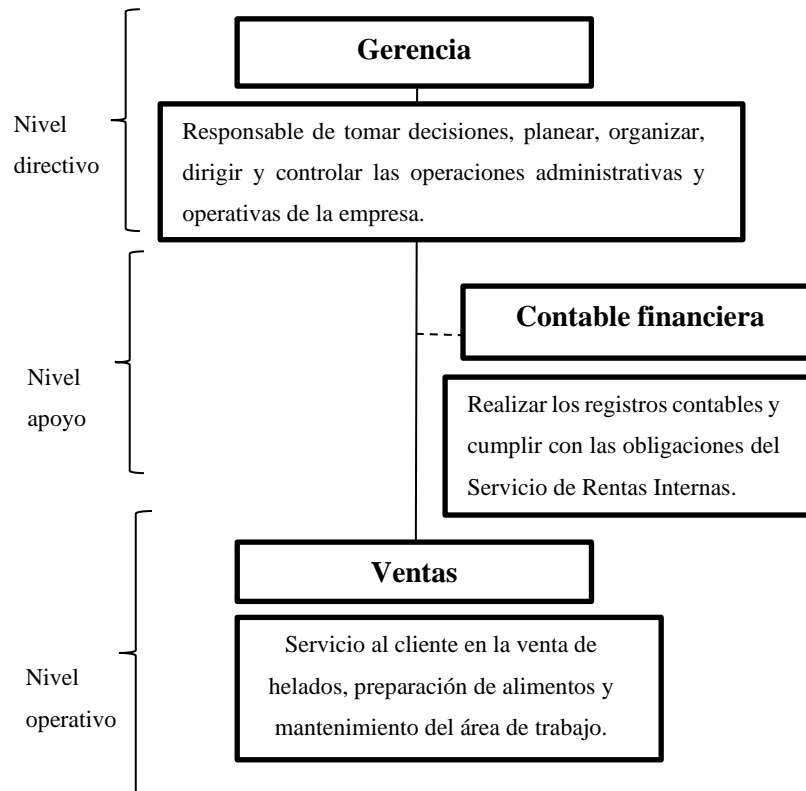 Gerencia
Nivel
directivo
Responsable de tomar decisiones, planear, organizar,
dirigir y controlar las operaciones administrativas y
operativas de la empresa.
Contable financiera
Nivel
apoyo
Realizar los registros contables y
cumplir con las obligaciones del
Servicio de Rentas Internas.
Ventas
Nivel
operativo
Servicio al cliente en la venta de
helados, preparación de alimentos y
mantenimiento del área de trabajo.